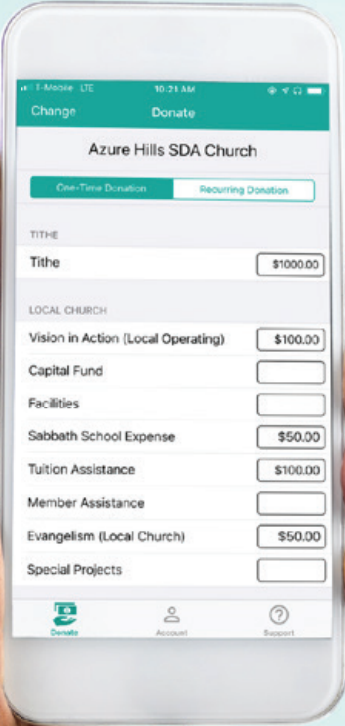 T-Mobile LTE 10:21 AM
Change Donate
Azure Hills SDA Church
One-Time Donation Recurring Donation
TITHE
Tithe $1000.00
LOCAL CHURCH
Vision in Action (Local Operating) $100.00
Capital Fund
Facilities
Sabbath School Expense $50.00
Tuition Assistance $100.00
Member Assistance
Evangelism (Local Church) $50.00
Special Projects
Donate Account Support